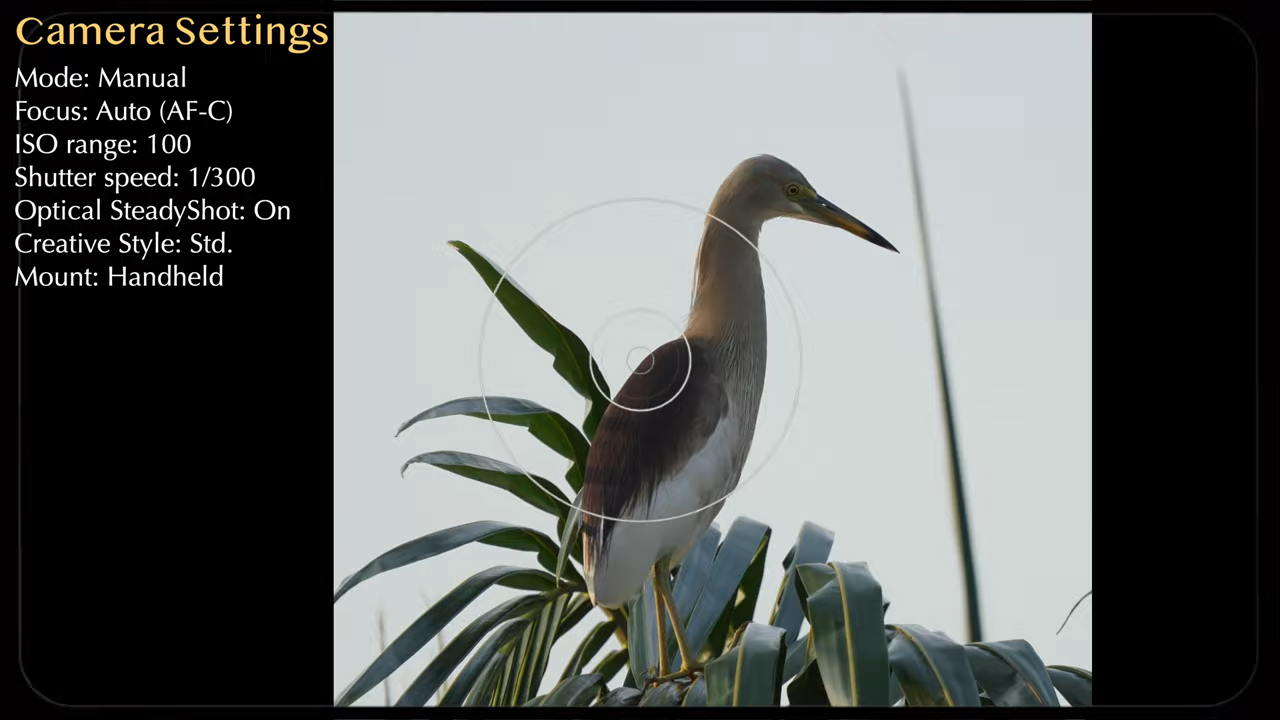 Camera Settings
Mode: Manual
Focus: Auto (AF-C)
ISO range: 100
Shutter speed: 1/300
Optical SteadyShot: On
Creative Style: Std.
Mount: Handheld